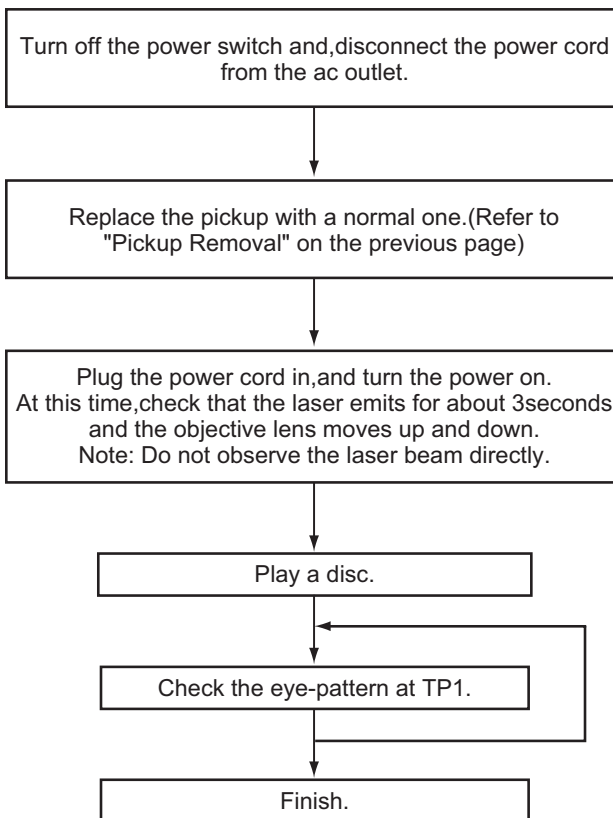 Turn off the power switch and,disconnect the power cord
from the ac outlet.
Replace the pickup with a normal one.(Refer to
"Pickup Removal" on the previous page)
Plug the power cord in,and turn the power on.
At this time,check that the laser emits for about 3seconds
and the objective lens moves up and down.
Note: Do not observe the laser beam directly.
Play a disc.
Check the eye-pattern at TP1.
Finish.